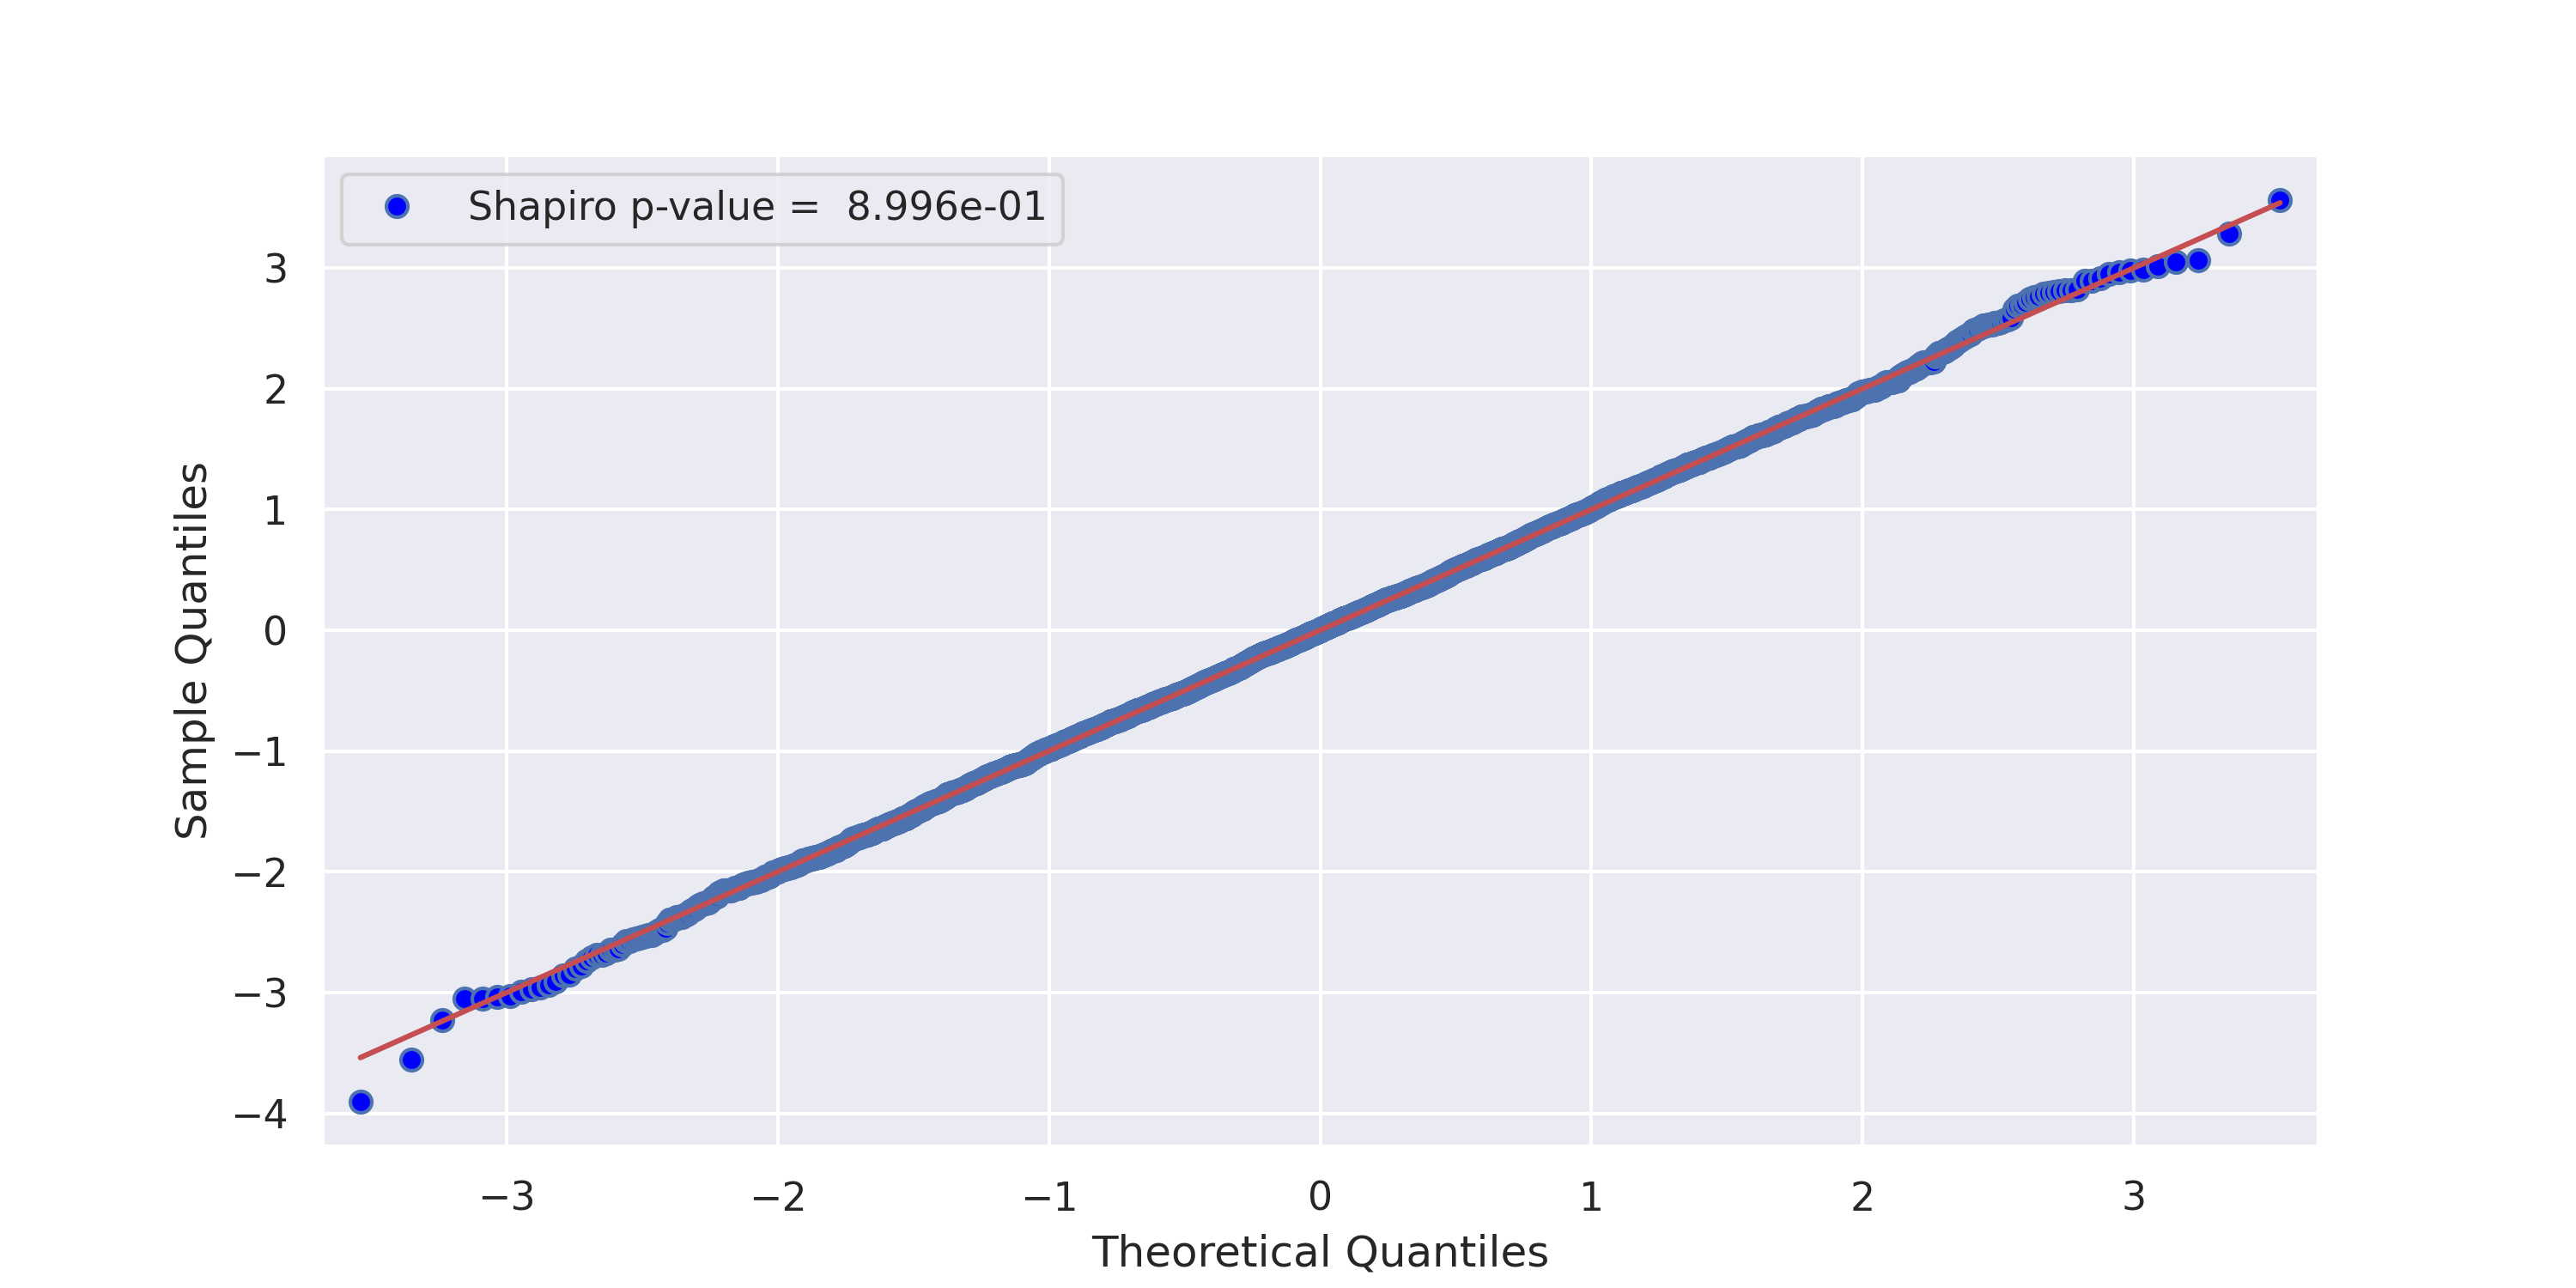 Shapiro p-value =  8.996e-01
3
2
1
0
−1
−2
−3
−4
Sample Quantiles
−3 −2 −1 0 1 2 3
Theoretical Quantiles